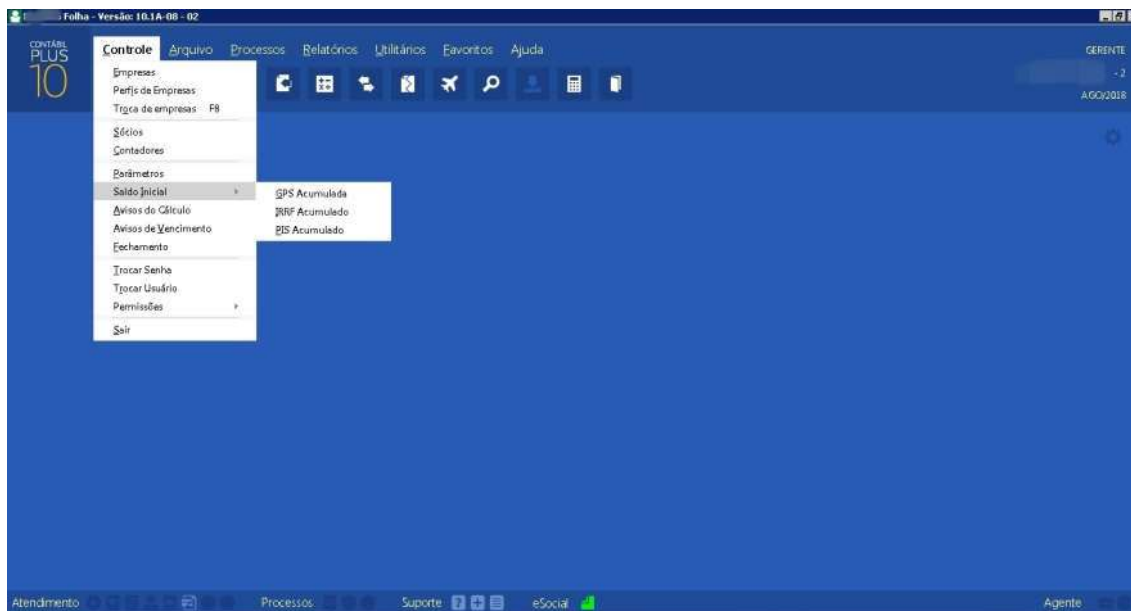 Folha - Versão: 10.1A-08 - 02
CONTÁBIL
PLUS
10
Controle Arquivo Processos Relatórios Utilitários Favoritos Ajuda
GERENTE
- 2
AGO/2018
Empresas
Perfis de Empresas
Troca de empresas F8
Sócios
Contadores
Parâmetros
Saldo Inicial
GPS Acumulada
IRRF Acumulado
PIS Acumulado
Avisos do Cálculo
Avisos de Vencimento
Fechamento
Trocar Senha
Trocar Usuário
Permissões
Sair
Atendimento Processos Suporte eSocial Agente